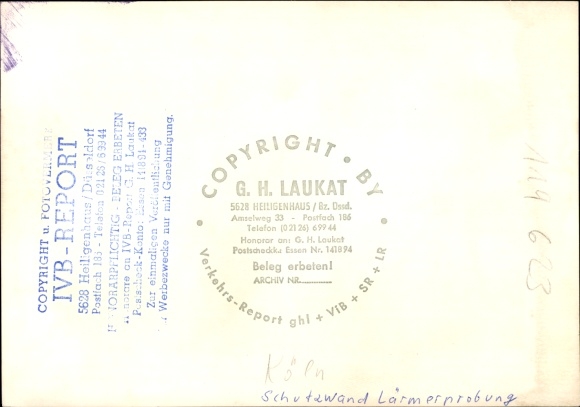 COPYRIGHT u. FOTOVERMERK
IVB-REPORT
5628 Heiligenhaus/Düsseldorf
Postfach 186 - Telefon 02126/69944
HONORARPFLICHTIG - BELEG ERBETEN
Honorare an IVB-Report G. H. Laukat
Postscheck-Konto Essen 141894-433
Zur einmaligen Veröffentlichung
Werbezwecke nur mit Genehmigung.
COPYRIGHT • BY •
G. H. LAUKAT
5628 HEILIGENHAUS / Bz. Dssd.
Amselweg 33 - Postfach 186
Telefon (02126) 69944
Honorar an: G. H. Laukat
Postscheckk. Essen Nr. 141894
Beleg erbeten!
ARCHIV NR.
Verkehrs-Report ghl + VIB + SR + LR
Köln
Schutzwand Lärmerprobung